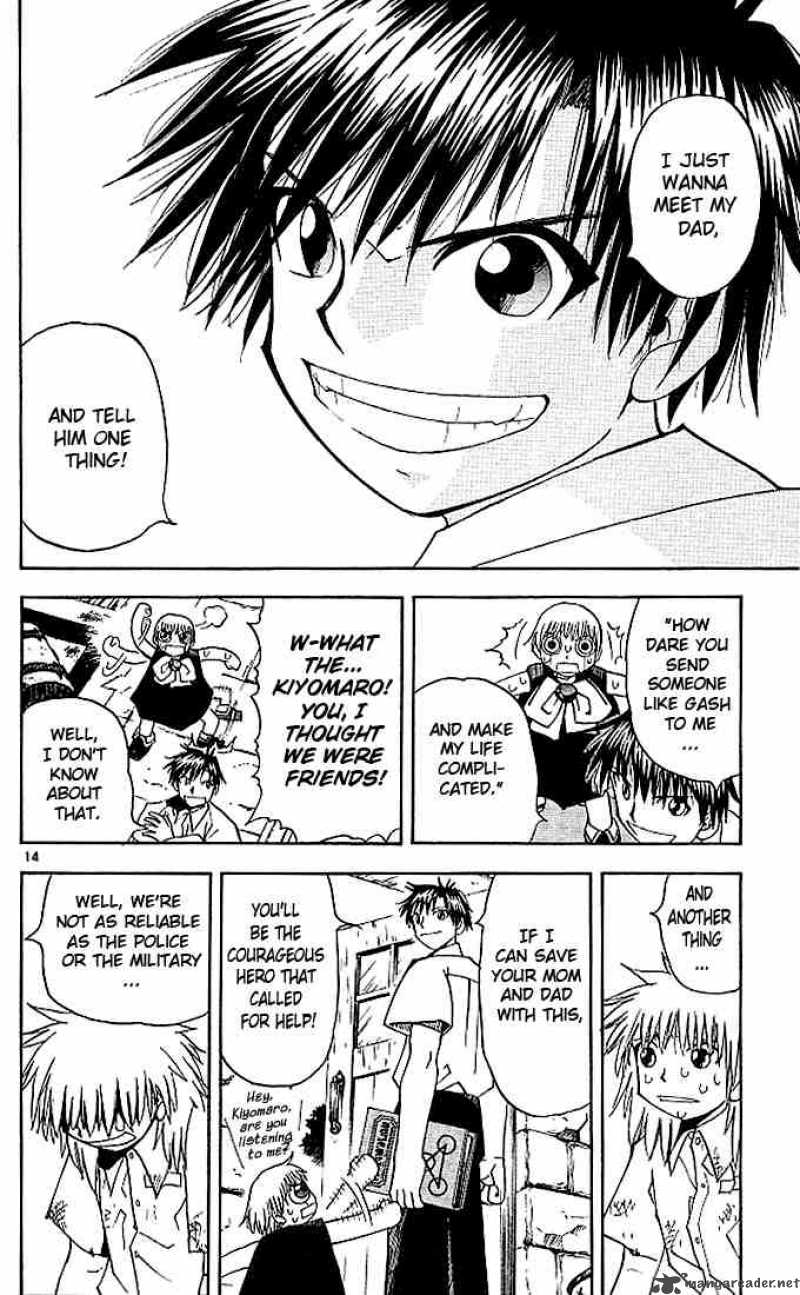 I JUST
WANNA
MEET MY
DAD,
AND TELL
HIM ONE
THING!
"HOW
DARE YOU
SEND
SOMEONE
LIKE GASH
TO ME
...
AND MAKE
MY LIFE
COMPLI-
CATED."
W-WHAT
THE...
KIYOMARO!
YOU, I
THOUGHT
WE WERE
FRIENDS!
WELL,
I DON'T
KNOW
ABOUT
THAT.
14
AND
ANOTHER
THING
...
IF I
CAN SAVE
YOUR MOM
AND DAD
WITH THIS,
YOU'LL
BE THE
COURAGEOUS
HERO THAT
CALLED
FOR HELP!
Hey,
Kiyomaro,
are you
listening
to me?
WELL, WE'RE
NOT AS RELIABLE
AS THE POLICE
OR THE MILITARY
...
mangareader.net